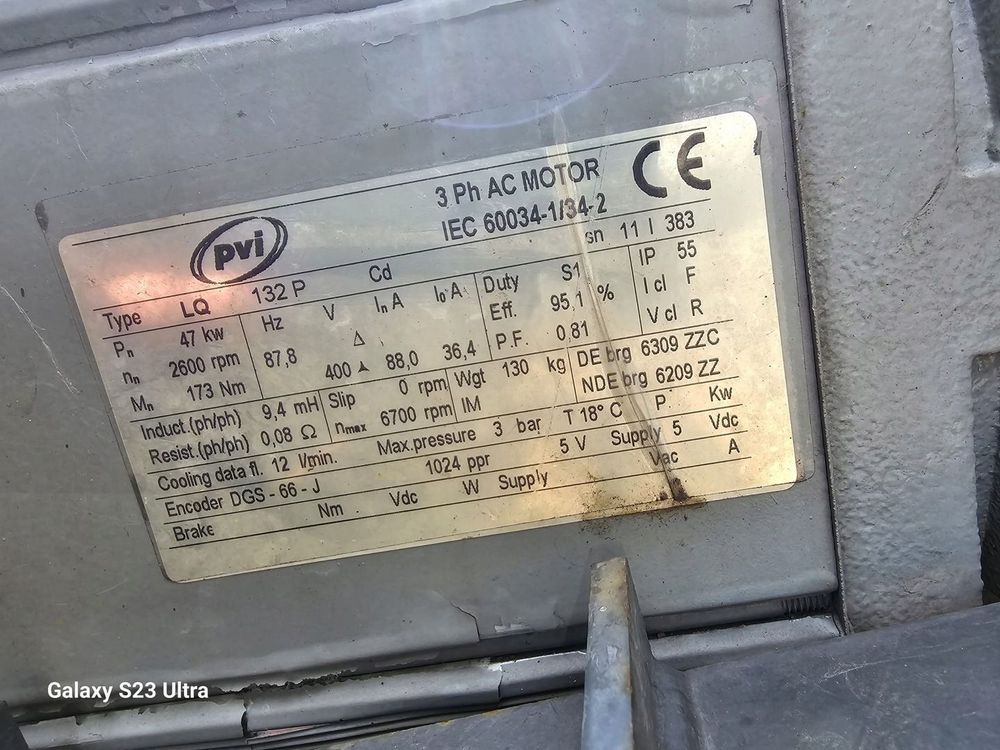 3 Ph AC MOTOR CE
pvi IEC 60034-1/34-2
Type LQ 132 P Cd sn 11 I 383
Pn 47 kw Hz V In A I0 A Duty S1 IP 55
nn 2600 rpm 87,8 Δ Eff. 95,1 % I cl F
Mn 173 Nm 400 ⅄ 88,0 36,4 P.F. 0,81 V cl R
Induct.(ph/ph) 9,4 mH Slip 0 rpm Wgt 130 kg DE brg 6309 ZZC
Resist.(ph/ph) 0,08 Ω nmax 6700 rpm IM NDE brg 6209 ZZ
Cooling data fl. 12 l/min. Max.pressure 3 bar T 18° C P. Kw
Encoder DGS - 66 - J 1024 ppr 5 V Supply 5 Vdc
Brake Nm Vdc W Supply Vac A
Galaxy S23 Ultra